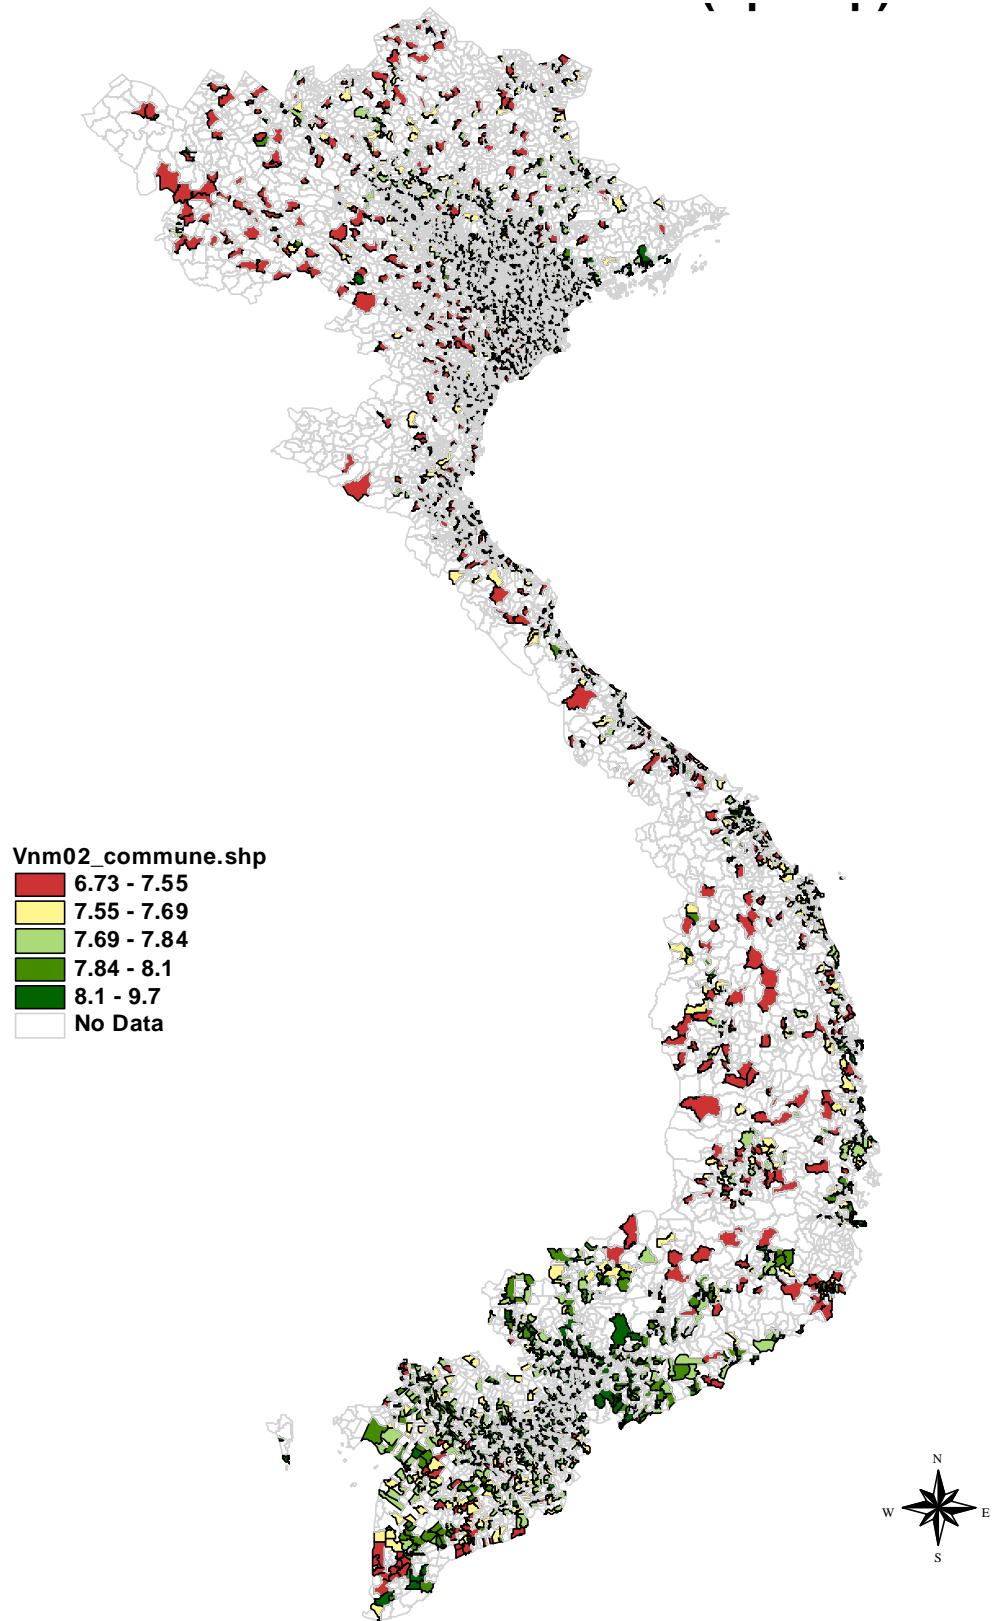 Vnm02_commune.shp
6.73 - 7.55
7.55 - 7.69
7.69 - 7.84
7.84 - 8.1
8.1 - 9.7
No Data
N
W E
S